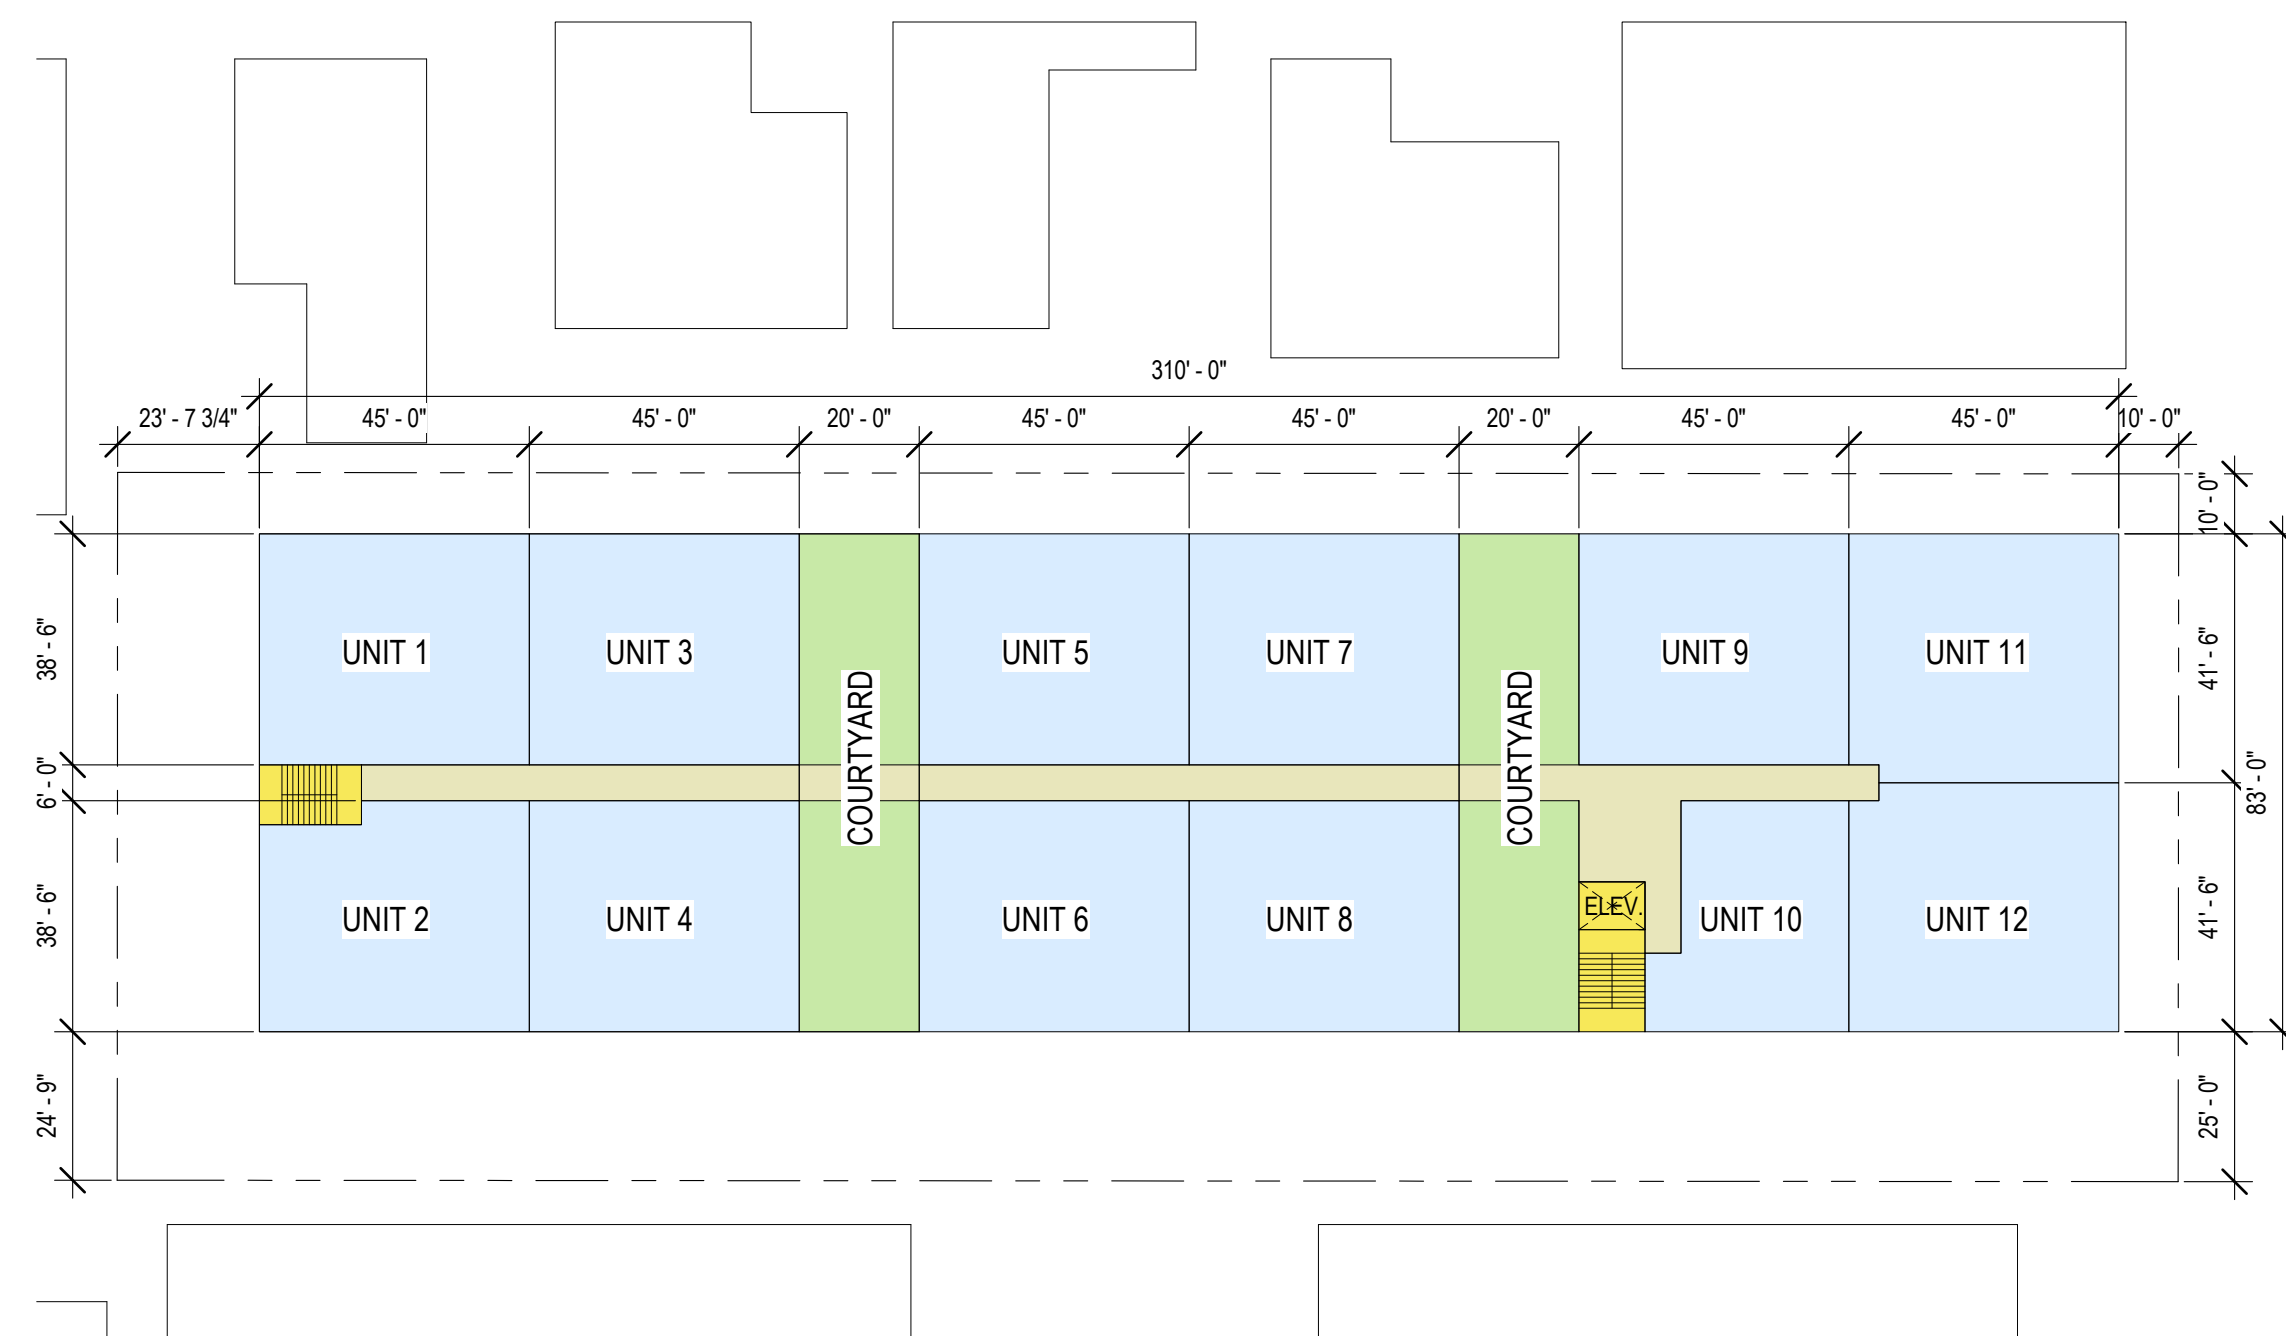 310' - 0"
23' - 7 3/4"
45' - 0"
45' - 0"
20' - 0"
45' - 0"
45' - 0"
20' - 0"
45' - 0"
45' - 0"
10' - 0"
10' - 0"
38' - 6"
UNIT 1
UNIT 3
COURTYARD
UNIT 5
UNIT 7
COURTYARD
UNIT 9
UNIT 11
41' - 6"
6' - 0"
83' - 0"
38' - 6"
UNIT 2
UNIT 4
UNIT 6
UNIT 8
ELEV.
UNIT 10
UNIT 12
41' - 6"
24' - 9"
25' - 0"